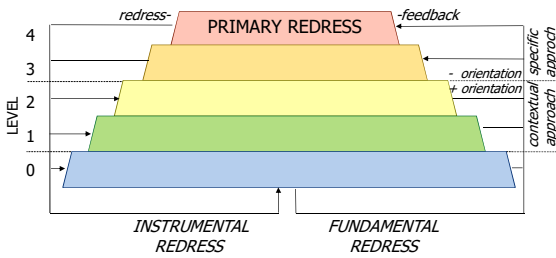 redress-
-feedback
PRIMARY REDRESS
4
3
- orientation
+ orientation
2
1
0
LEVEL
specific
approch
contextual
approach
INSTRUMENTAL
REDRESS
FUNDAMENTAL
REDRESS